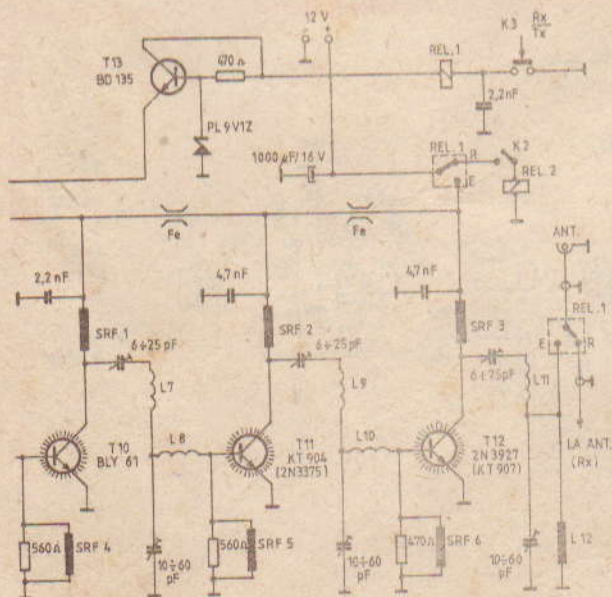 12 V
- +
T13
BD 135
470 Ω
REL.1
K3
Rx
Tx
2,2nF
PL 9V1Z
1000 µF/16 V
REL.1
R
E
K2
REL.2
Fe
Fe
ANT.
2,2 nF
4,7 nF
4,7 nF
REL.1
E
R
SRF 1
SRF 2
SRF 3
6÷25 pF
6÷25 pF
6÷25pF
L7
L9
L11
L8
L10
T10
BLY 61
T11
KT 904
(2N3375)
T12
2N 3927
(KT 907)
LA ANT.
(Rx)
560Ω
SRF 4
10÷60
pF
560Ω
SRF 5
10÷60
pF
470Ω
SRF 6
10÷60
pF
L 12